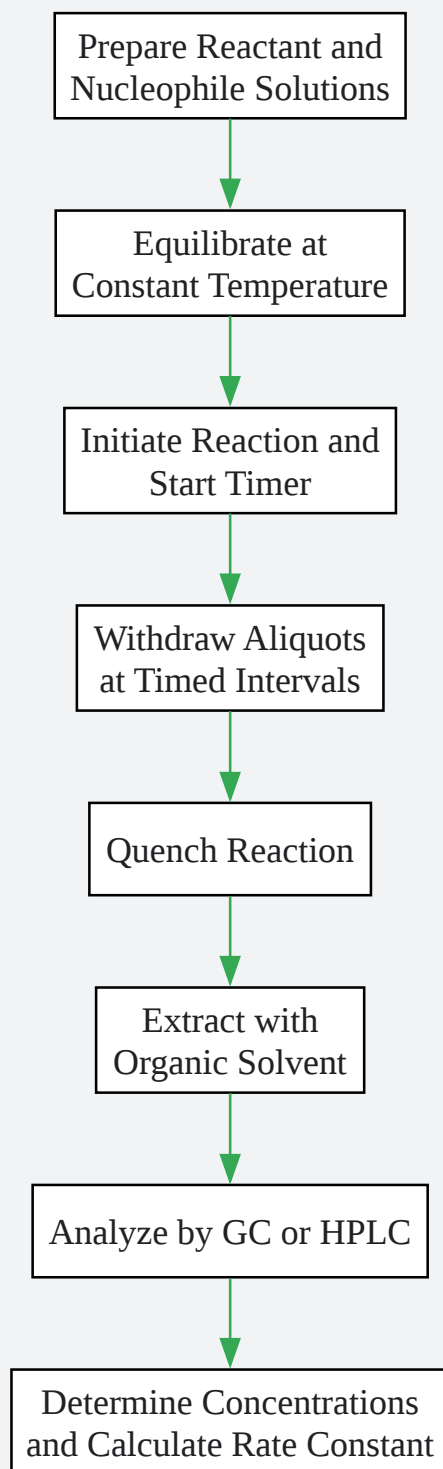 Prepare Reactant and
Nucleophile Solutions
Equilibrate at
Constant Temperature
Initiate Reaction and
Start Timer
Withdraw Aliquots
at Timed Intervals
Quench Reaction
Extract with
Organic Solvent
Analyze by GC or HPLC
Determine Concentrations
and Calculate Rate Constant